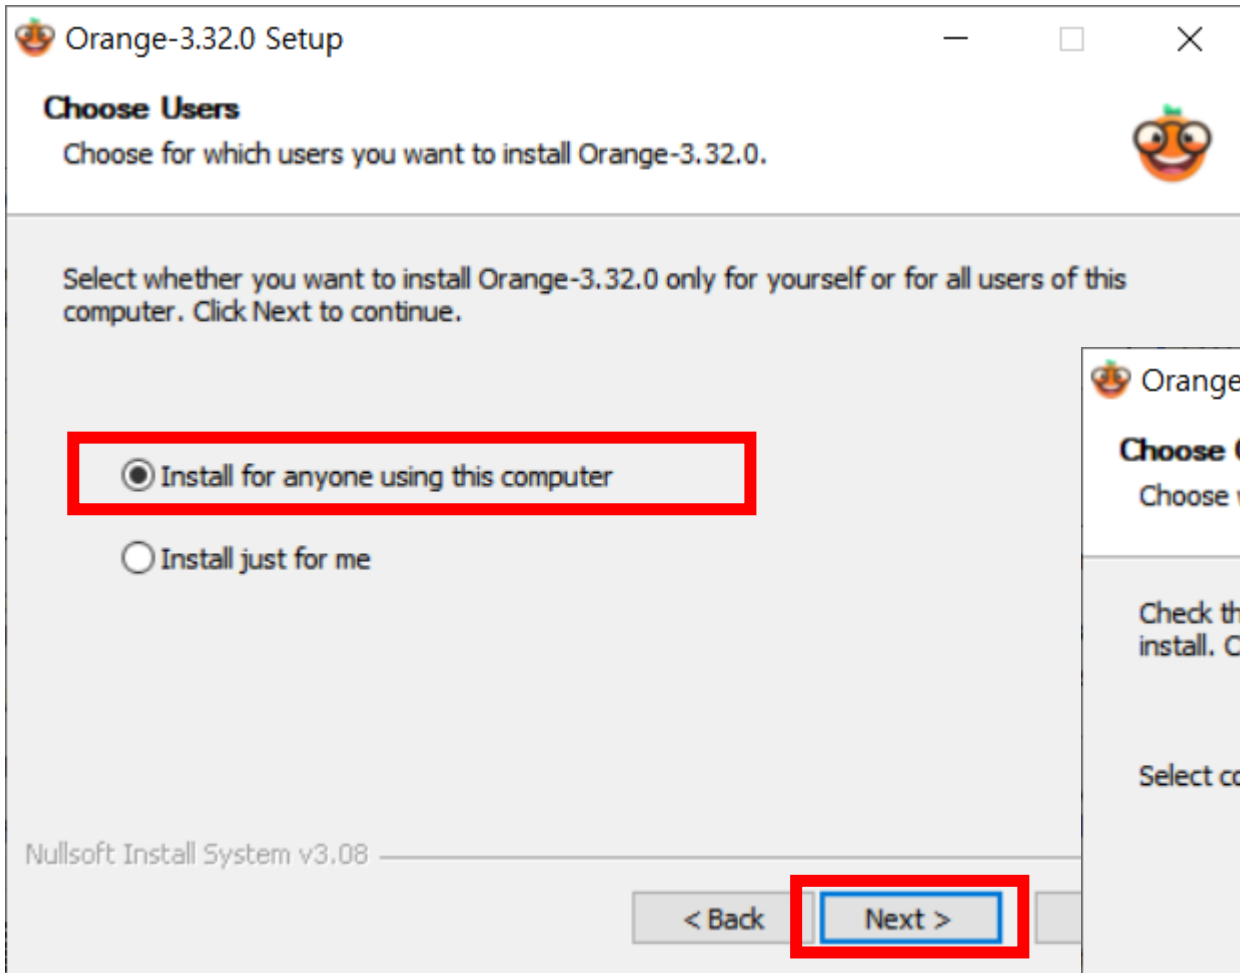 Orange-3.32.0 Setup
Choose Users
Choose for which users you want to install Orange-3.32.0.
Select whether you want to install Orange-3.32.0 only for yourself or for all users of this
computer. Click Next to continue.
Install for anyone using this computer
Install just for me
Nullsoft Install System v3.08
< Back
Next >
Orange
Choose
Choose
Check
install.
Select